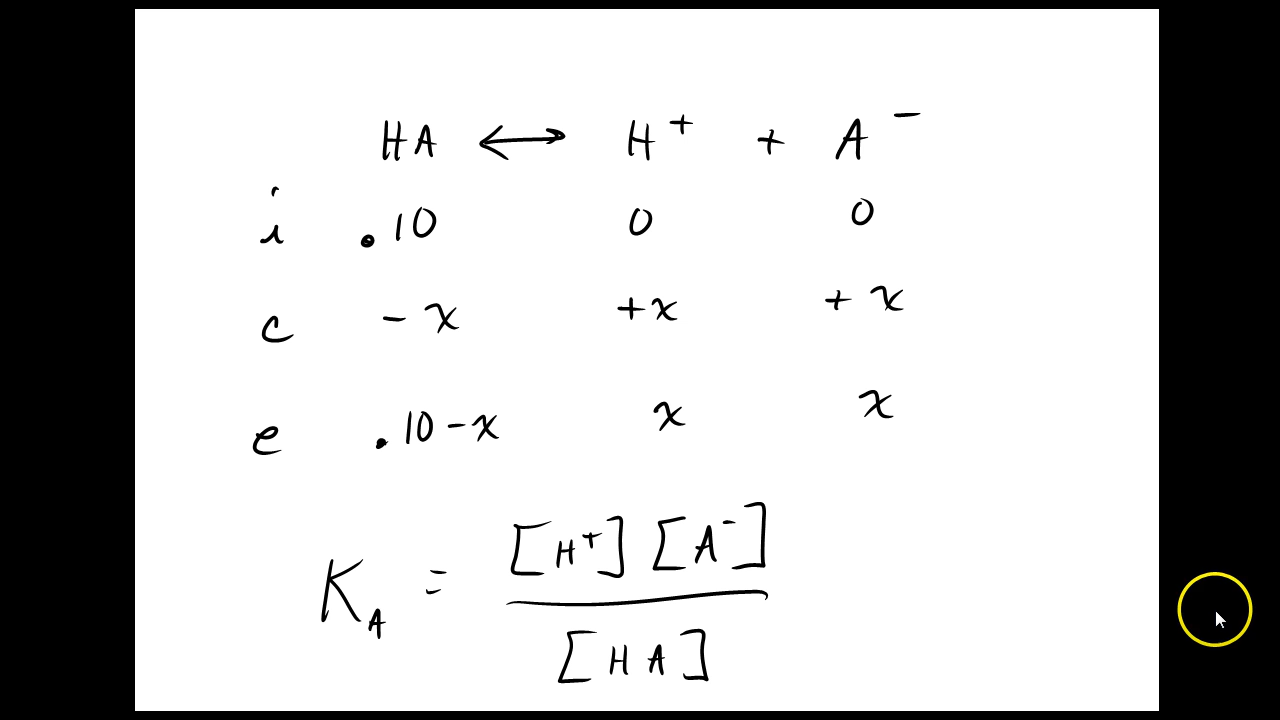 HA ⟷ H⁺ + A⁻
i .10 0 0
c -x +x +x
e .10-x x x
K_A = [H⁺] [A⁻]
[HA]